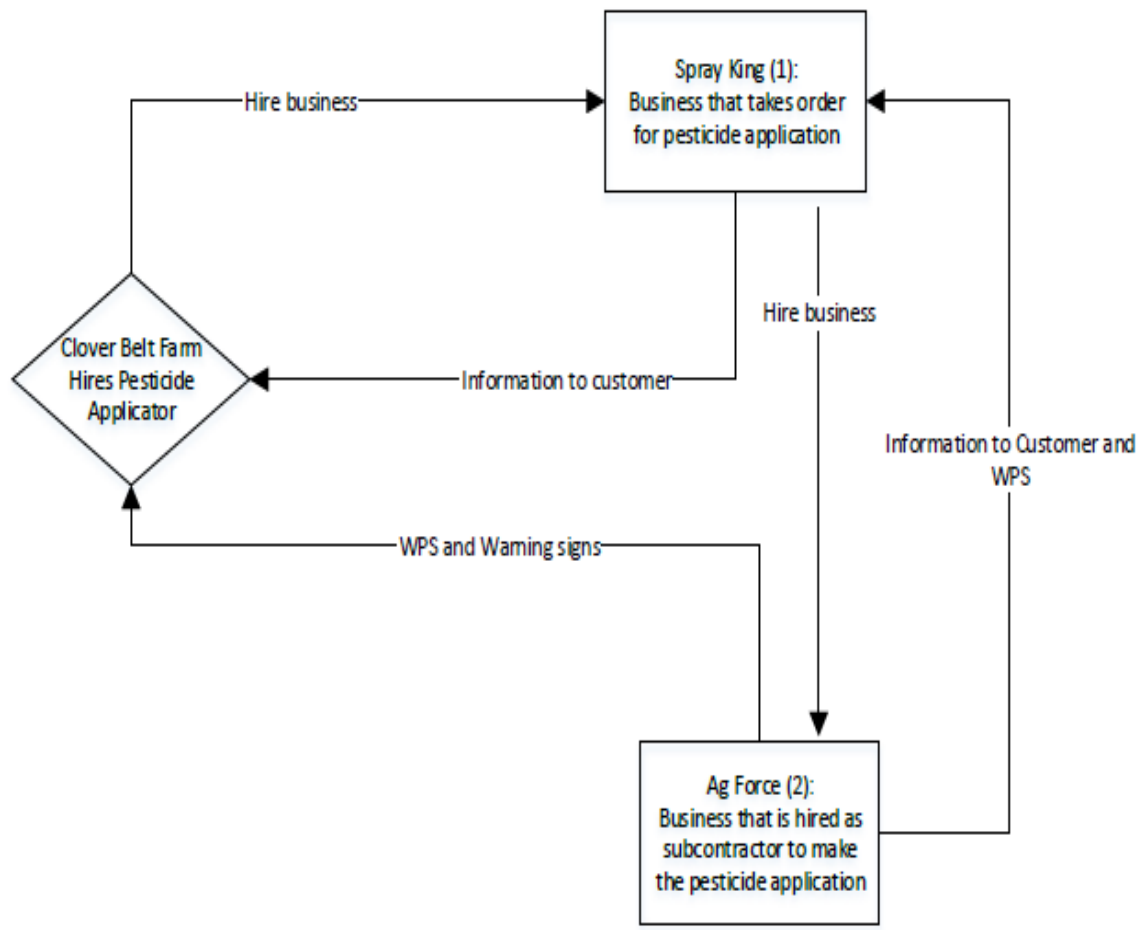 Spray King (1):
Business that takes order
for pesticide application
Hire business
Hire business
Clover Belt Farm
Hires Pesticide
Applicator
Information to customer
Information to Customer and
WPS
WPS and Warning signs
Ag Force (2):
Business that is hired as
subcontractor to make
the pesticide application